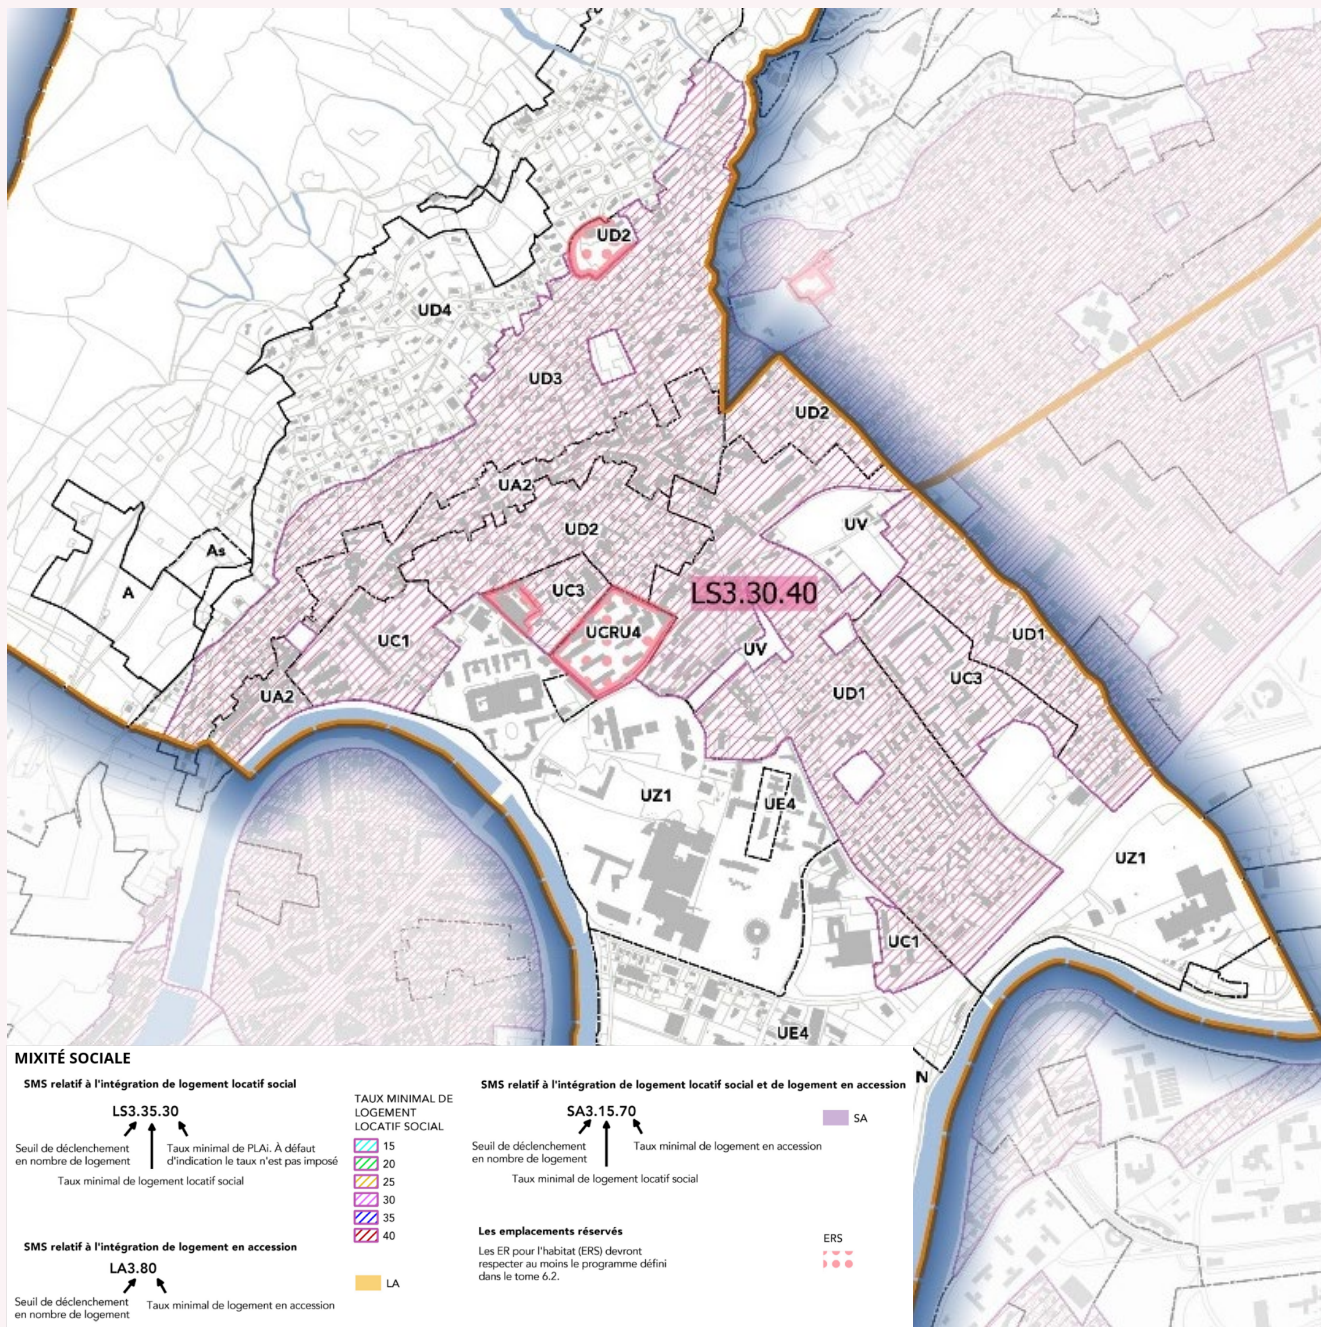 UD2
UD4
UD3
UD2
UA2
UV
UD2
As
A
UC3
LS3.30.40
UCRU4
UD1
UC1
UV
UC3
UD1
UA2
UZ1
UE4
UZ1
UC1
UE4
N
MIXITÉ SOCIALE
SMS relatif à l'intégration de logement locatif social
LS3.35.30
Seuil de déclenchement
en nombre de logement
Taux minimal de PLAi. À défaut
d'indication le taux n'est pas imposé
Taux minimal de logement locatif social
SMS relatif à l'intégration de logement en accession
LA3.80
Seuil de déclenchement
en nombre de logement
Taux minimal de logement en accession
TAUX MINIMAL DE
LOGEMENT
LOCATIF SOCIAL
15
20
25
30
35
40
LA
SMS relatif à l'intégration de logement locatif social et de logement en accession
SA3.15.70
Seuil de déclenchement
en nombre de logement
Taux minimal de logement en accession
Taux minimal de logement locatif social
SA
Les emplacements réservés
Les ER pour l'habitat (ERS) devront
respecter au moins le programme défini
dans le tome 6.2.
ERS